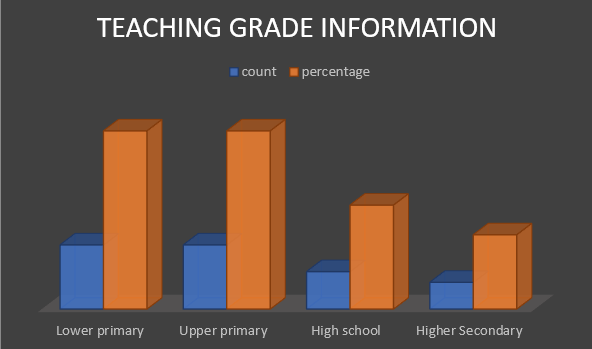 TEACHING GRADE INFORMATION
count percentage
Lower primary Upper primary High school Higher Secondary